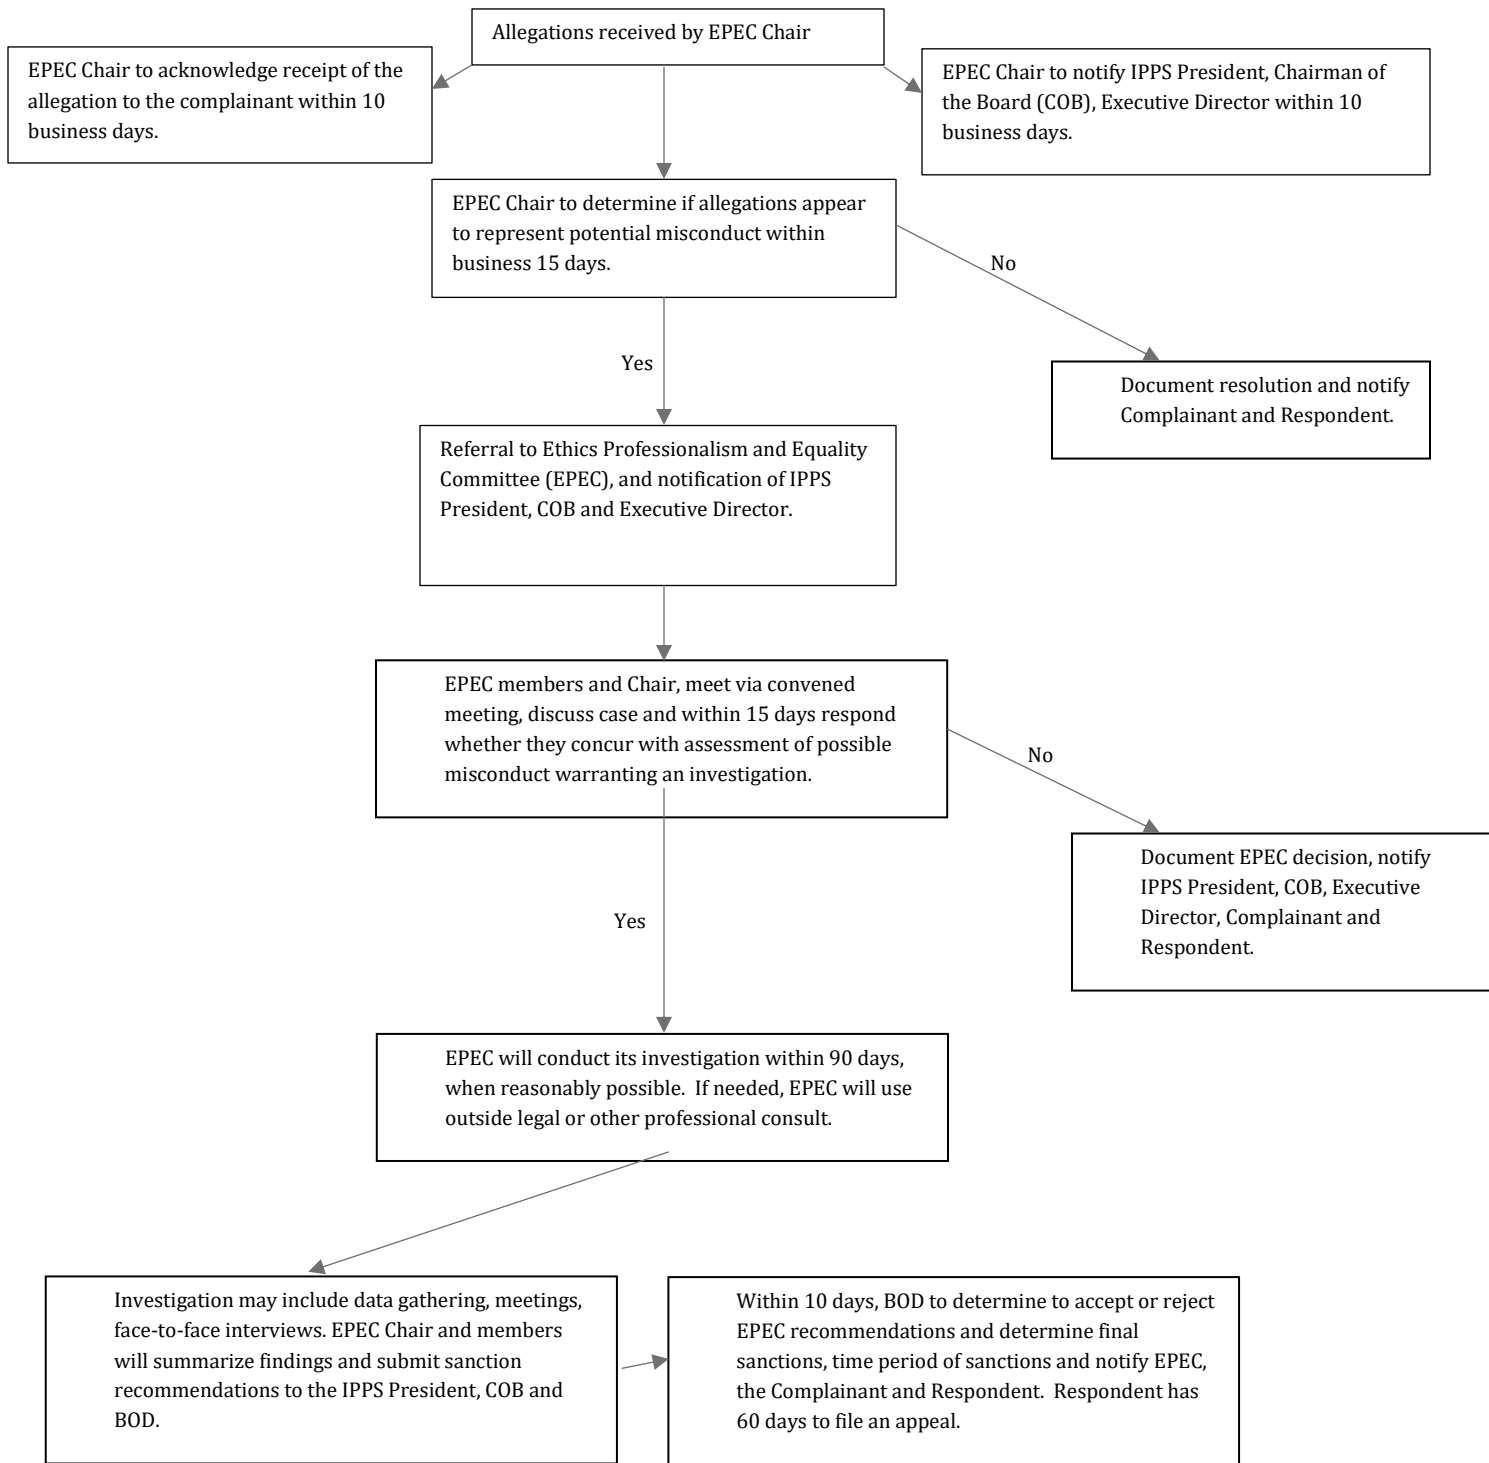 Allegations received by EPEC Chair
EPEC Chair to acknowledge receipt of the
allegation to the complainant within 10
business days.
EPEC Chair to notify IPPS President, Chairman of
the Board (COB), Executive Director within 10
business days.
EPEC Chair to determine if allegations appear
to represent potential misconduct within
business 15 days.
No
Yes
Document resolution and notify
Complainant and Respondent.
Referral to Ethics Professionalism and Equality
Committee (EPEC), and notification of IPPS
President, COB and Executive Director.
EPEC members and Chair, meet via convened
meeting, discuss case and within 15 days respond
whether they concur with assessment of possible
misconduct warranting an investigation.
No
Yes
Document EPEC decision, notify
IPPS President, COB, Executive
Director, Complainant and
Respondent.
EPEC will conduct its investigation within 90 days,
when reasonably possible.  If needed, EPEC will use
outside legal or other professional consult.
Investigation may include data gathering, meetings,
face-to-face interviews. EPEC Chair and members
will summarize findings and submit sanction
recommendations to the IPPS President, COB and
BOD.
Within 10 days, BOD to determine to accept or reject
EPEC recommendations and determine final
sanctions, time period of sanctions and notify EPEC,
the Complainant and Respondent.  Respondent has
60 days to file an appeal.